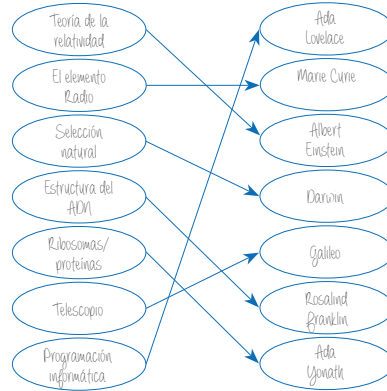 Teoría de la
relatividad
El elemento
Radio
Selección
natural
Estructura del
ADN
Ribosomas/
proteínas
Telescopio
Programación
informática
Ada
Lovelace
Marie Curie
Albert
Einstein
Darwin
Galileo
Rosalind
Franklin
Ada
Yonath